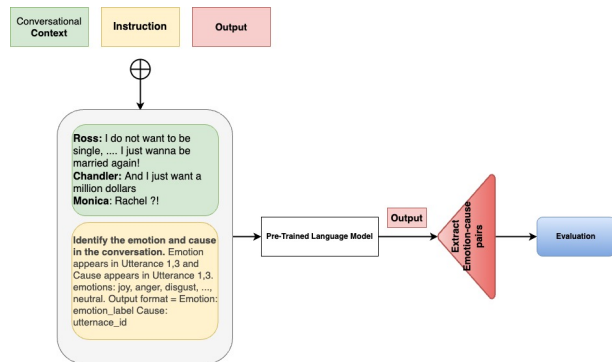 Conversational
Context
Instruction
Output
Ross: I do not want to be
single, .... I just wanna be
married again!
Chandler: And I just want a
million dollars
Monica: Rachel ?!
Identify the emotion and cause
in the conversation. Emotion
appears in Utterance 1,3 and
Cause appears in Utterance 1,3.
emotions: joy, anger, disgust, ...,
neutral. Output format = Emotion:
emotion_label Cause:
utternace_id
Pre-Trained Language Model
Output
Extract
Emotion-cause
pairs
Evaluation